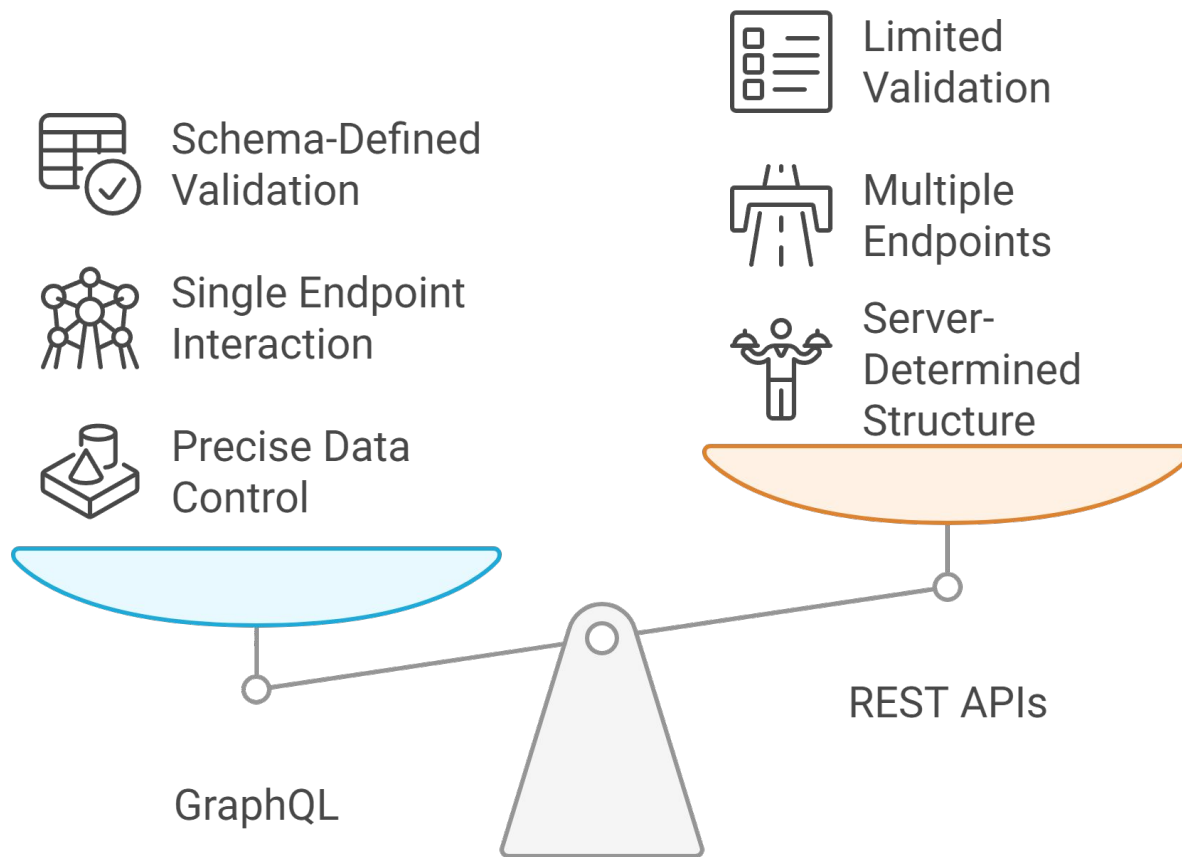 Schema-Defined
Validation
Single Endpoint
Interaction
Precise Data
Control
GraphQL
Limited
Validation
Multiple
Endpoints
Server-
Determined
Structure
REST APIs